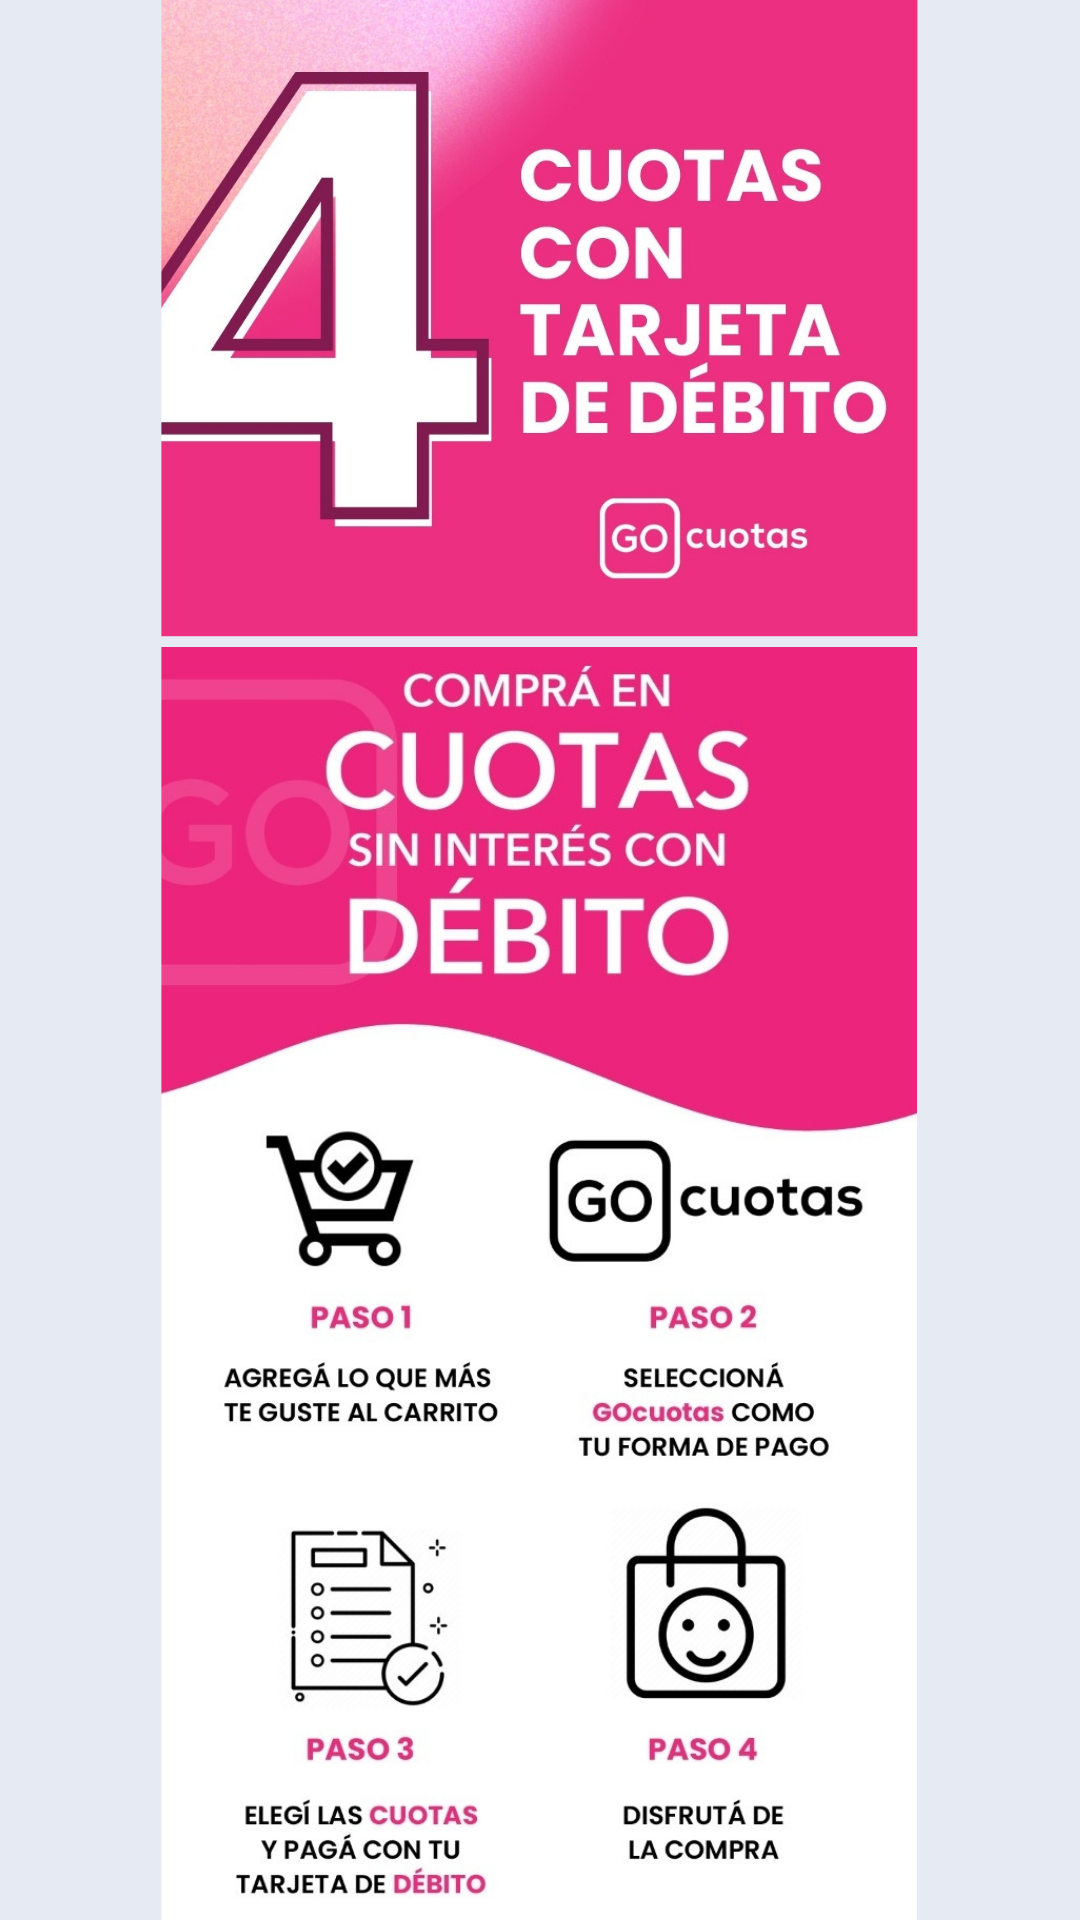 4
CUOTAS
CON
TARJETA
DE DÉBITO
GO cuotas
GO
COMPRÁ EN
CUOTAS
SIN INTERÉS CON
DÉBITO
GO cuotas
PASO 1
AGREGÁ LO QUE MÁS
TE GUSTE AL CARRITO
PASO 2
SELECCIONÁ
GOcuotas COMO
TU FORMA DE PAGO
PASO 3
ELEGÍ LAS CUOTAS
Y PAGÁ CON TU
TARJETA DE DÉBITO
PASO 4
DISFRUTÁ DE
LA COMPRA